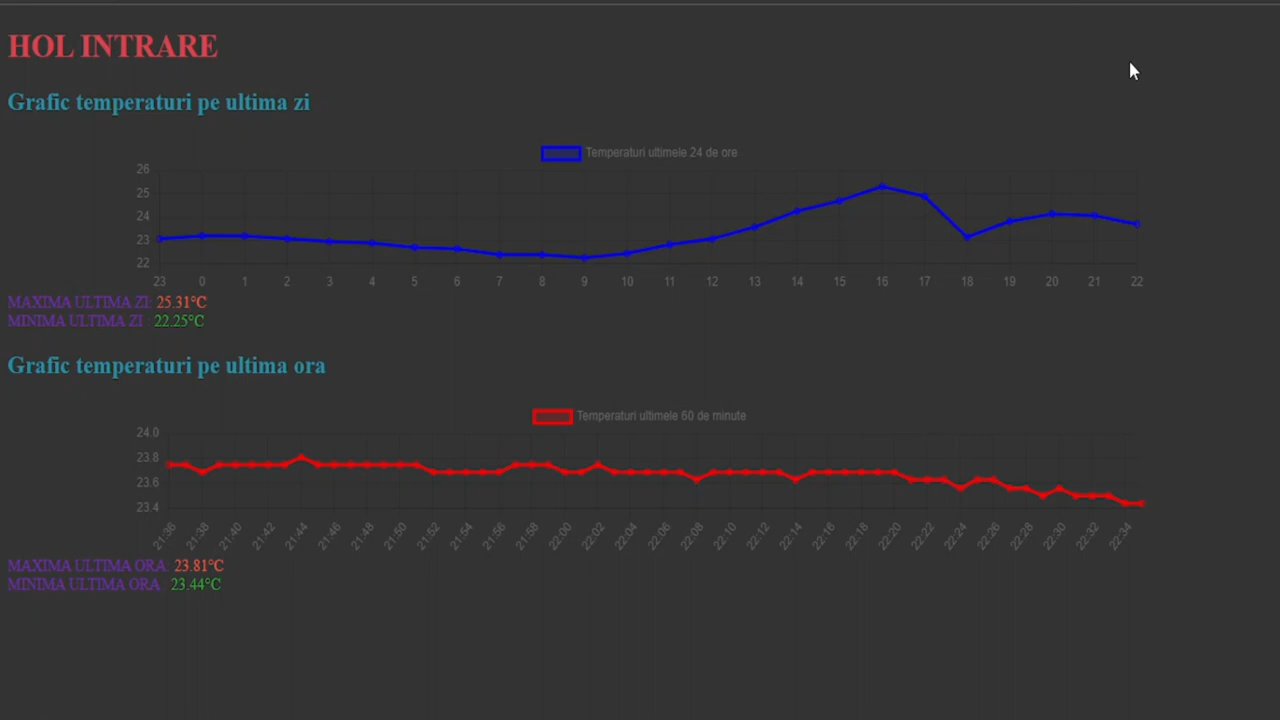 HOL INTRARE
Grafic temperaturi pe ultima zi
Temperaturi ultimele 24 de ore
26
25
24
23
22
23 0 1 2 3 4 5 6 7 8 9 10 11 12 13 14 15 16 17 18 19 20 21 22
MAXIMA ULTIMA ZI: 25.31°C
MINIMA ULTIMA ZI : 22.25°C
Grafic temperaturi pe ultima ora
Temperaturi ultimele 60 de minute
24.0
23.8
23.6
23.4
21:36 21:38 21:40 21:42 21:44 21:46 21:48 21:50 21:52 21:54 21:56 21:58 22:00 22:02 22:04 22:06 22:08 22:10 22:12 22:14 22:16 22:18 22:20 22:22 22:24 22:26 22:28 22:30 22:32 22:34
MAXIMA ULTIMA ORA: 23.81°C
MINIMA ULTIMA ORA : 23.44°C